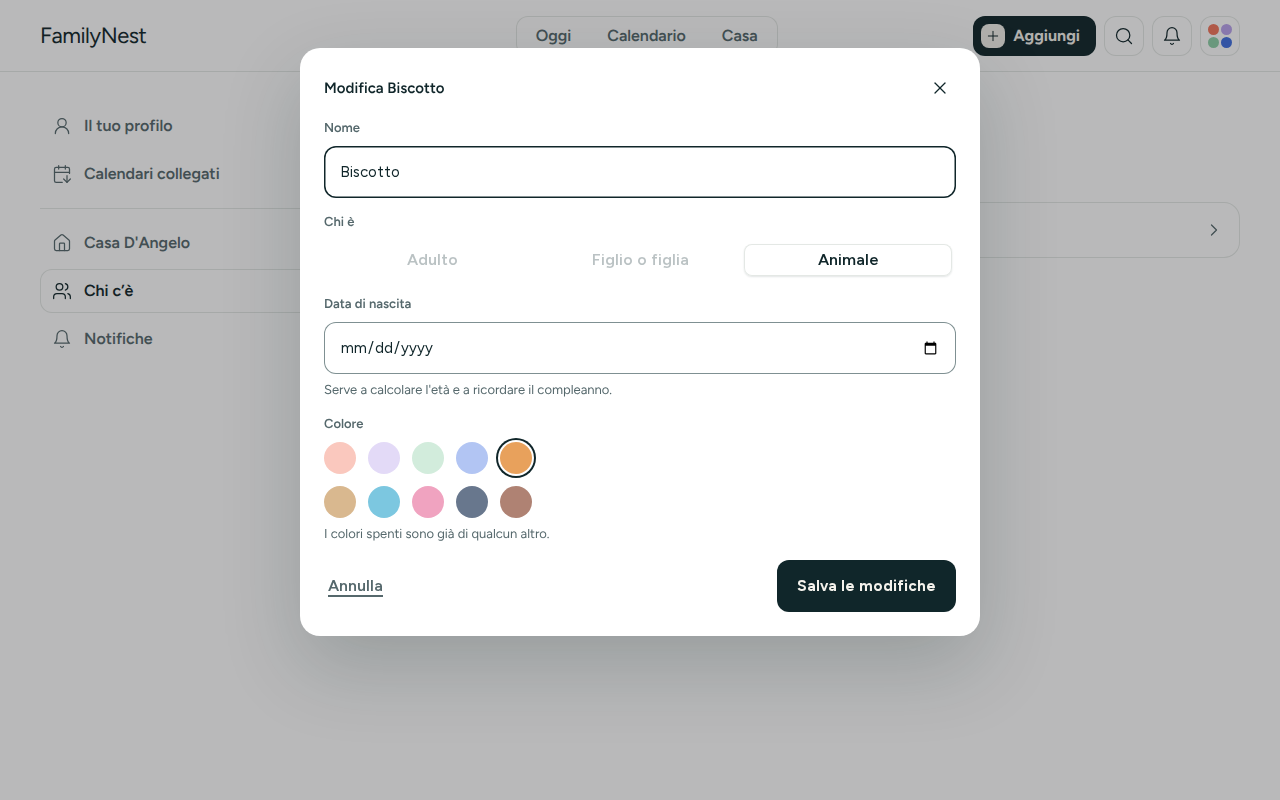 FamilyNest
Oggi Calendario Casa
Aggiungi
Il tuo profilo
Calendari collegati
Casa D'Angelo
Chi c’è
Notifiche
Modifica Biscotto
Nome
Biscotto
Chi è
Adulto Figlio o figlia Animale
Data di nascita
mm/dd/yyyy
Serve a calcolare l'età e a ricordare il compleanno.
Colore
I colori spenti sono già di qualcun altro.
Annulla
Salva le modifiche